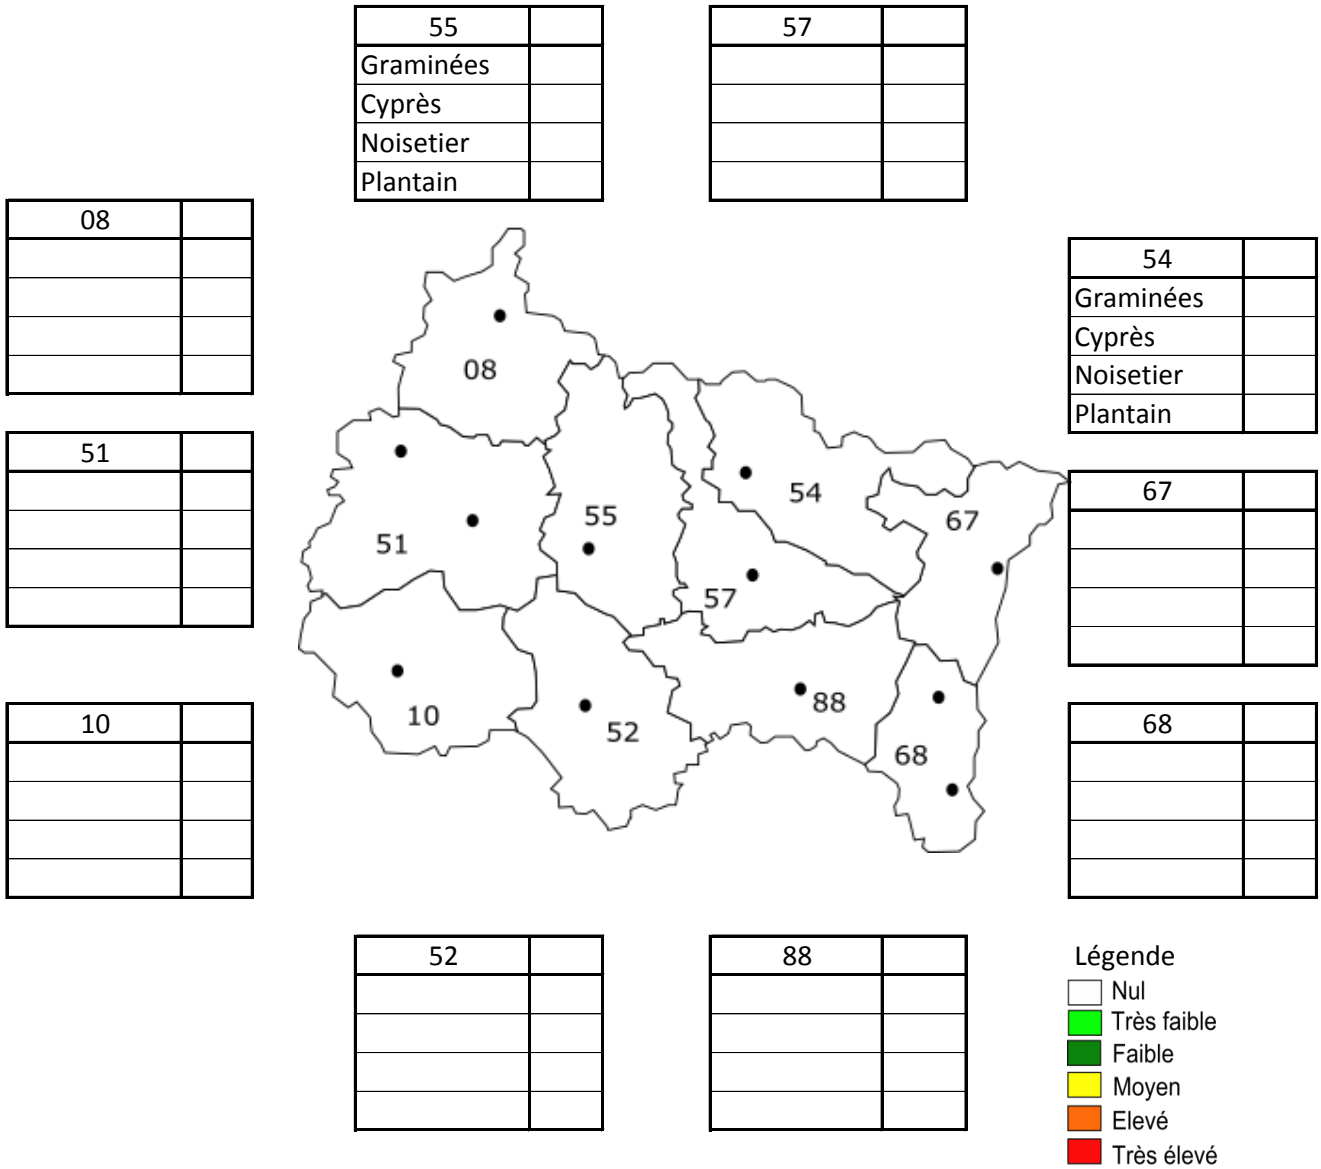 55
Graminées
Cyprès
Noisetier
Plantain
57
08
54
Graminées
Cyprès
Noisetier
Plantain
51
67
10
68
52
88
08
55
54
67
51
57
10
52
88
68
Légende
Nul
Très faible
Faible
Moyen
Elevé
Très élevé